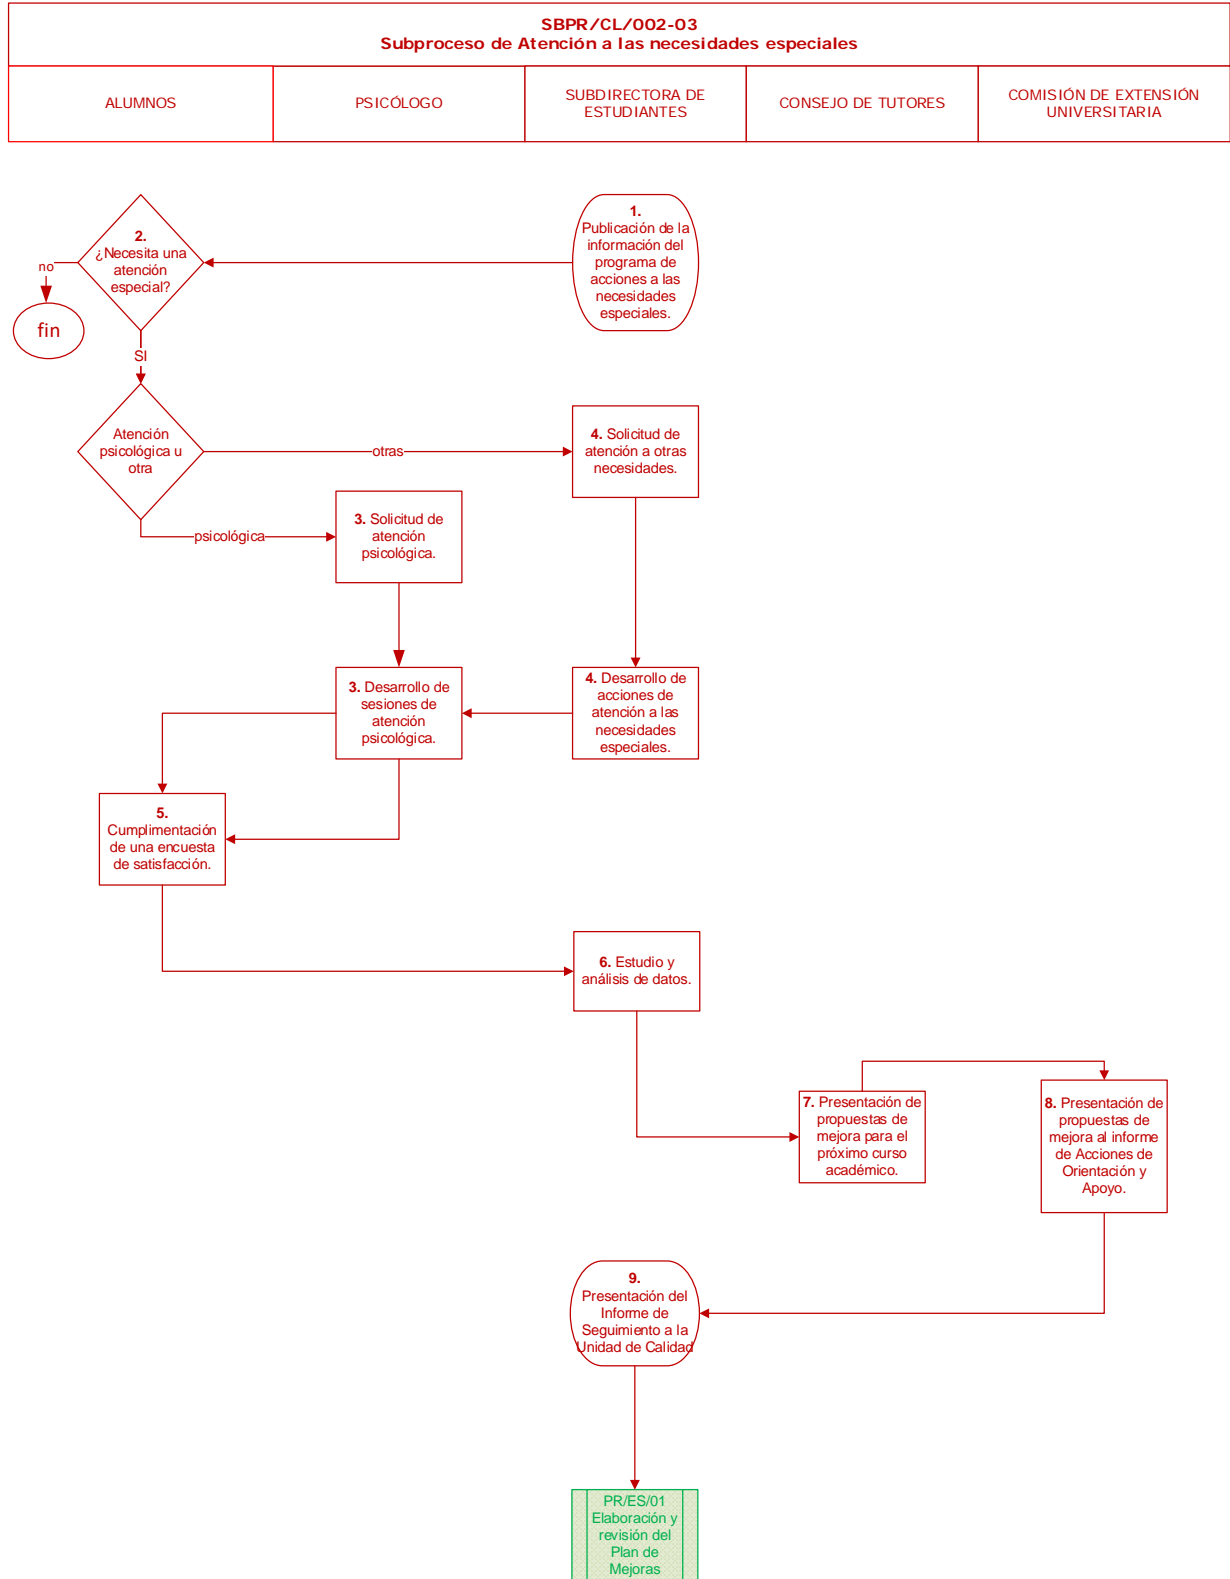 SBPR/CL/002-03
Subproceso de Atención a las necesidades especiales
ALUMNOS
PSICÓLOGO
SUBDIRECTORA DE
ESTUDIANTES
CONSEJO DE TUTORES
COMISIÓN DE EXTENSIÓN
UNIVERSITARIA
1.
Publicación de la
información del
programa de
acciones a las
necesidades
especiales.
2.
¿Necesita una
atención
especial?
no
fin
SI
Atención
psicológica u
otra
otras
4. Solicitud de
atención a otras
necesidades.
psicológica
3. Solicitud de
atención
psicológica.
3. Desarrollo de
sesiones de
atención
psicológica.
4. Desarrollo de
acciones de
atención a las
necesidades
especiales.
5.
Cumplimentación
de una encuesta
de satisfacción.
6. Estudio y
análisis de datos.
7. Presentación de
propuestas de
mejora para el
próximo curso
académico.
8. Presentación de
propuestas de
mejora al informe
de Acciones de
Orientación y
Apoyo.
9.
Presentación del
Informe de
Seguimiento a la
Unidad de Calidad
PR/ES/01
Elaboración y
revisión del
Plan de
Mejoras